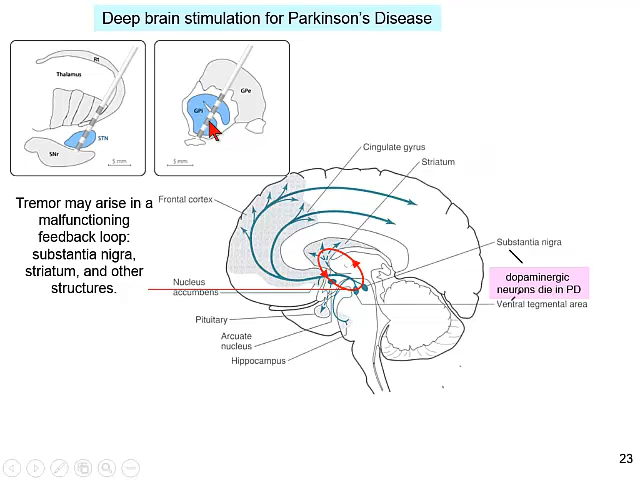 Deep brain stimulation for Parkinson's Disease
Rt
Thalamus
STN
SNr
5 mm
GPe
GPi
5 mm
Tremor may arise in a
malfunctioning
feedback loop:
substantia nigra,
striatum, and other
structures.
Cingulate gyrus
Striatum
Frontal cortex
Substantia nigra
dopaminergic
neurons die in PD
Ventral tegmental area
Nucleus
accumbens
Pituitary
Arcuate
nucleus
Hippocampus
23